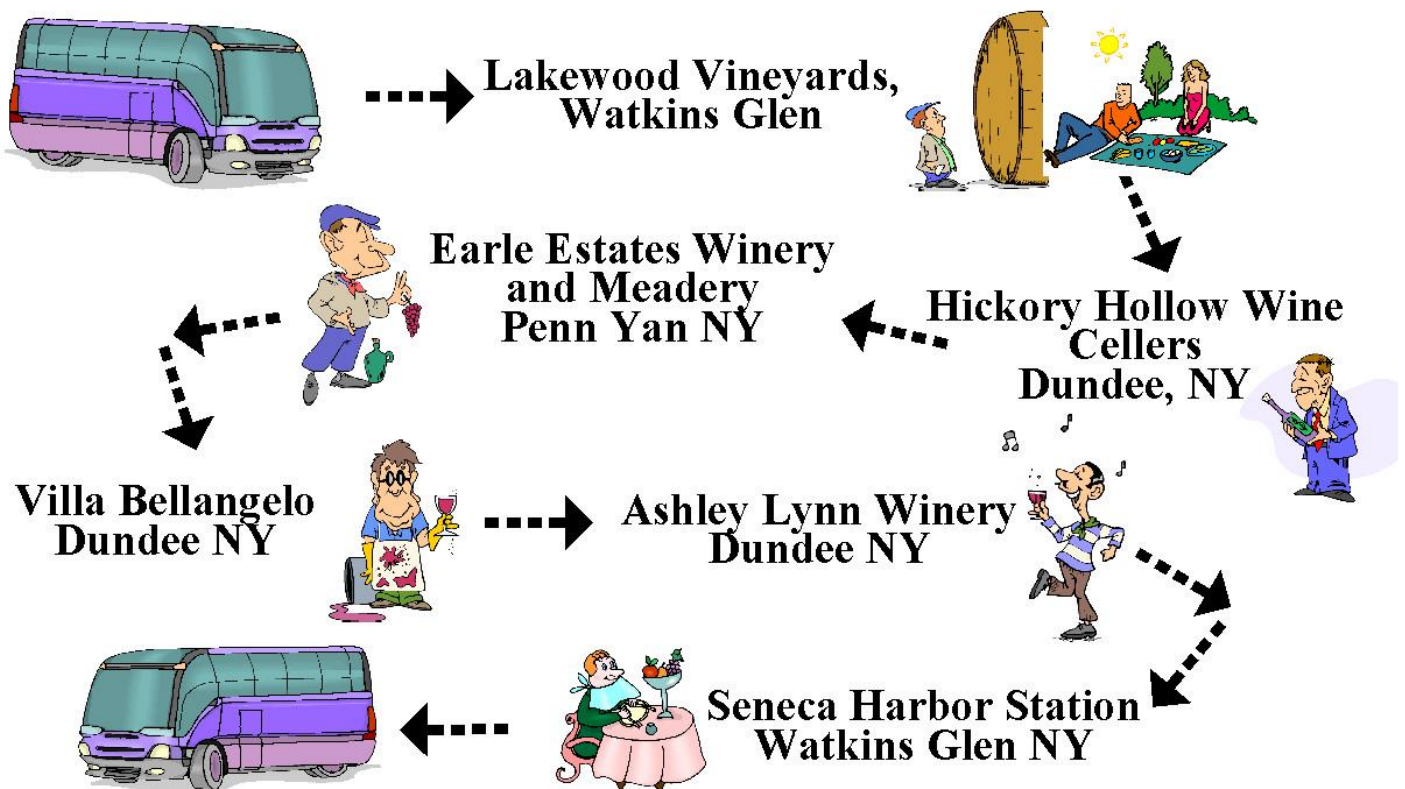 Lakewood Vineyards,
Watkins Glen
Earle Estates Winery
and Meadery
Penn Yan NY
Hickory Hollow Wine
Cellers
Dundee, NY
Villa Bellangelo
Dundee NY
Ashley Lynn Winery
Dundee NY
Seneca Harbor Station
Watkins Glen NY